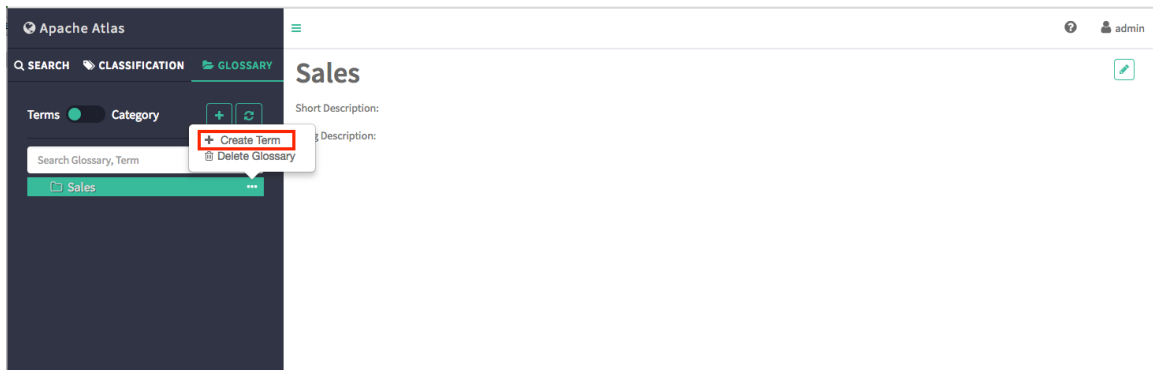 Apache Atlas
admin
SEARCH CLASSIFICATION GLOSSARY
Sales
Terms Category
Short Description:
Create Term
Description:
Delete Glossary
Search Glossary, Term
Sales